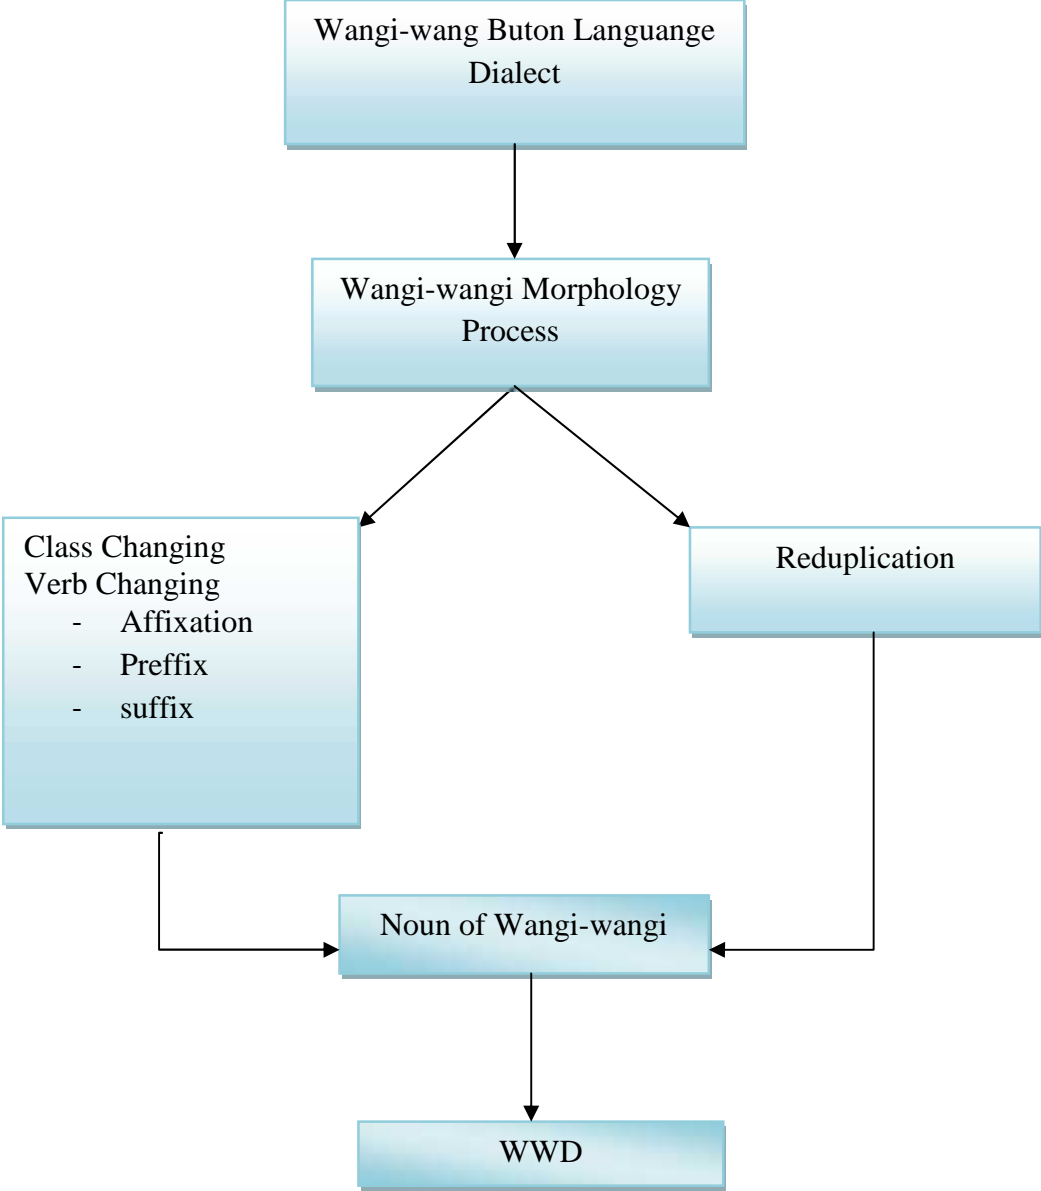 Wangi-wang Buton Languange
Dialect
Wangi-wangi Morphology
Process
Class Changing
Verb Changing
- Affixation
- Preffix
- suffix
Reduplication
Noun of Wangi-wangi
WWD